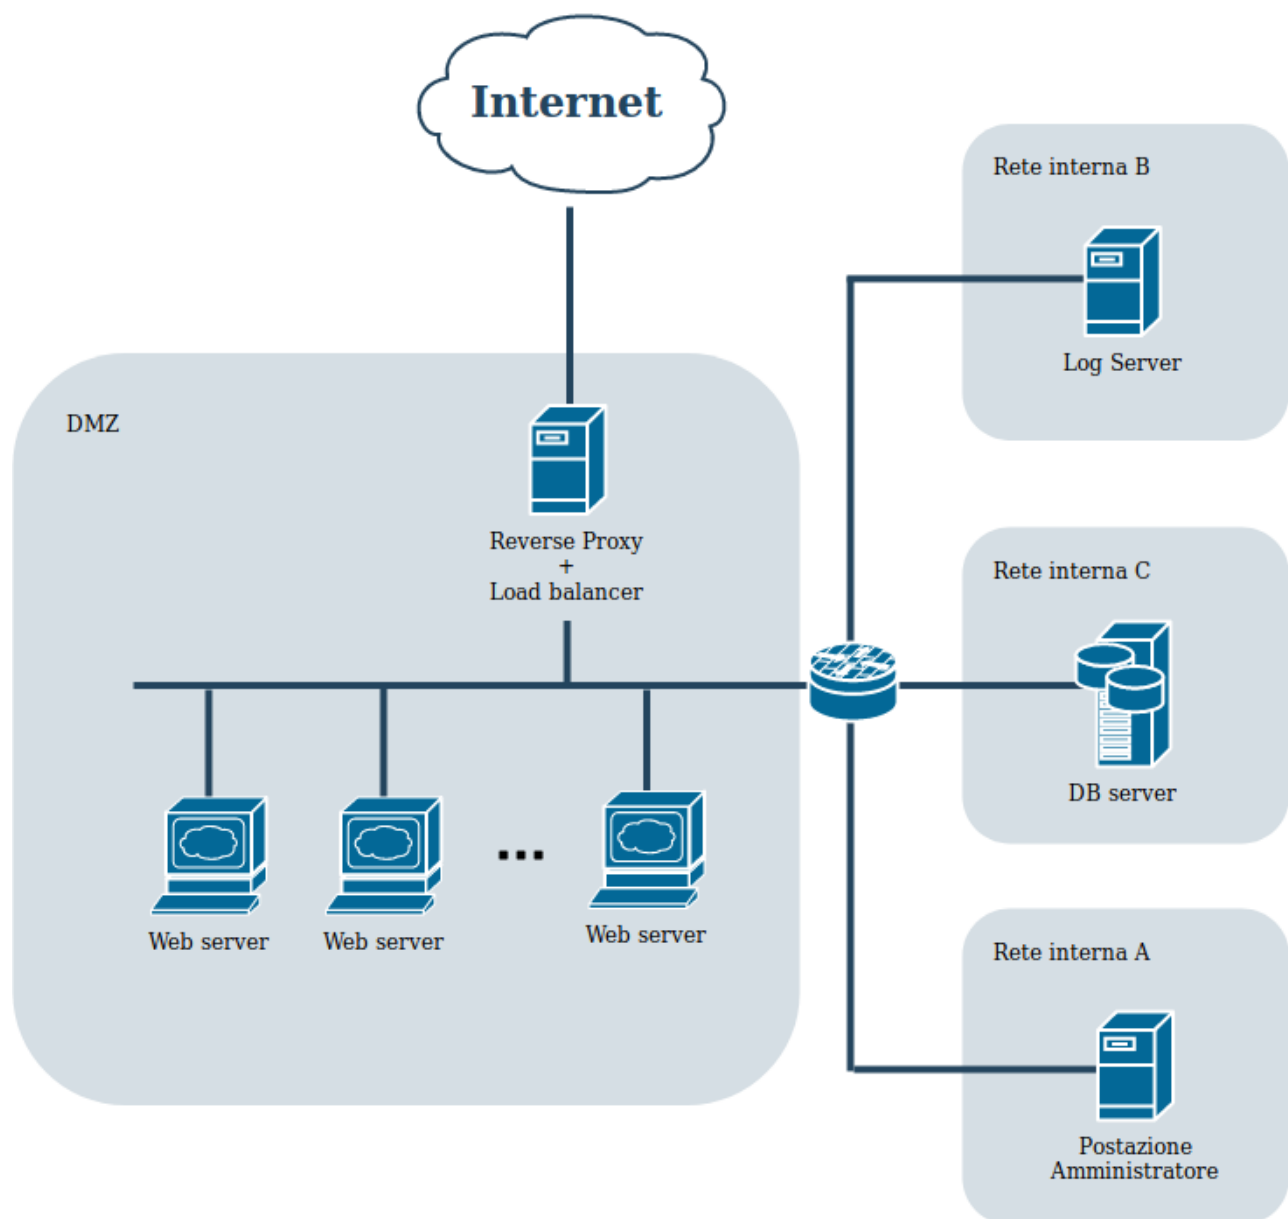 Internet
Rete interna B
Log Server
DMZ
Reverse Proxy
+
Load balancer
Rete interna C
DB server
Web server
Web server
...
Web server
Rete interna A
Postazione
Amministratore